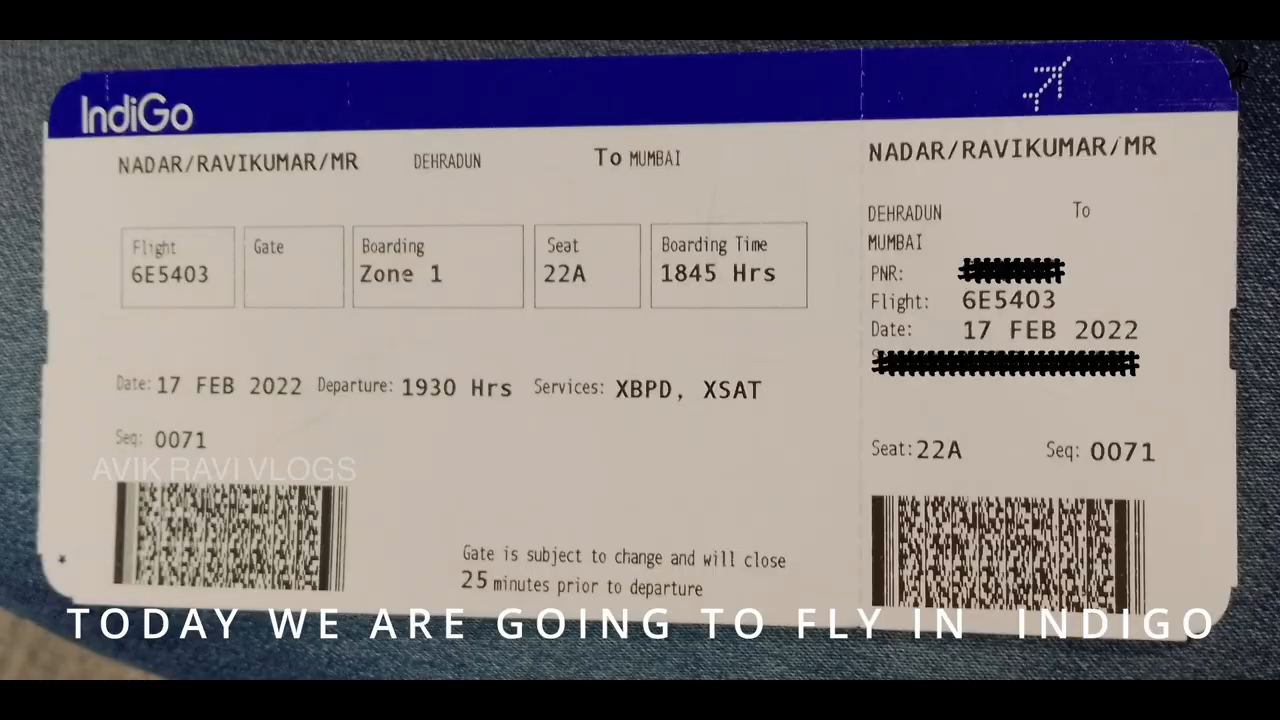 IndiGo
NADAR/RAVIKUMAR/MR DEHRADUN To MUMBAI
Flight Gate Boarding Seat Boarding Time
6E5403 Zone 1 22A 1845 Hrs
Date: 17 FEB 2022 Departure: 1930 Hrs Services: XBPD, XSAT
Seq: 0071
AVIK RAVI VLOGS
Gate is subject to change and will close
25 minutes prior to departure
NADAR/RAVIKUMAR/MR
DEHRADUN To
MUMBAI
PNR:
Flight: 6E5403
Date: 17 FEB 2022
Seat: 22A Seq: 0071
TODAY WE ARE GOING TO FLY IN INDIGO